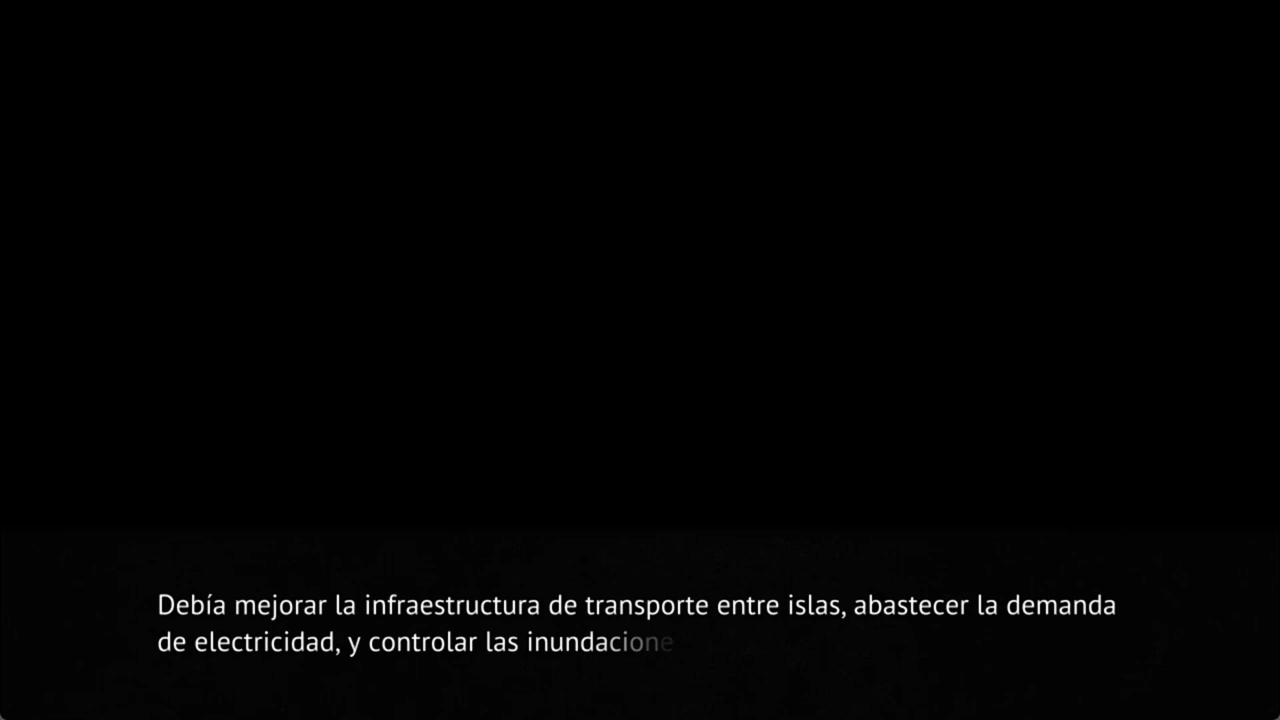 Debía mejorar la infraestructura de transporte entre islas, abastecer la demanda
de electricidad, y controlar las inundacione